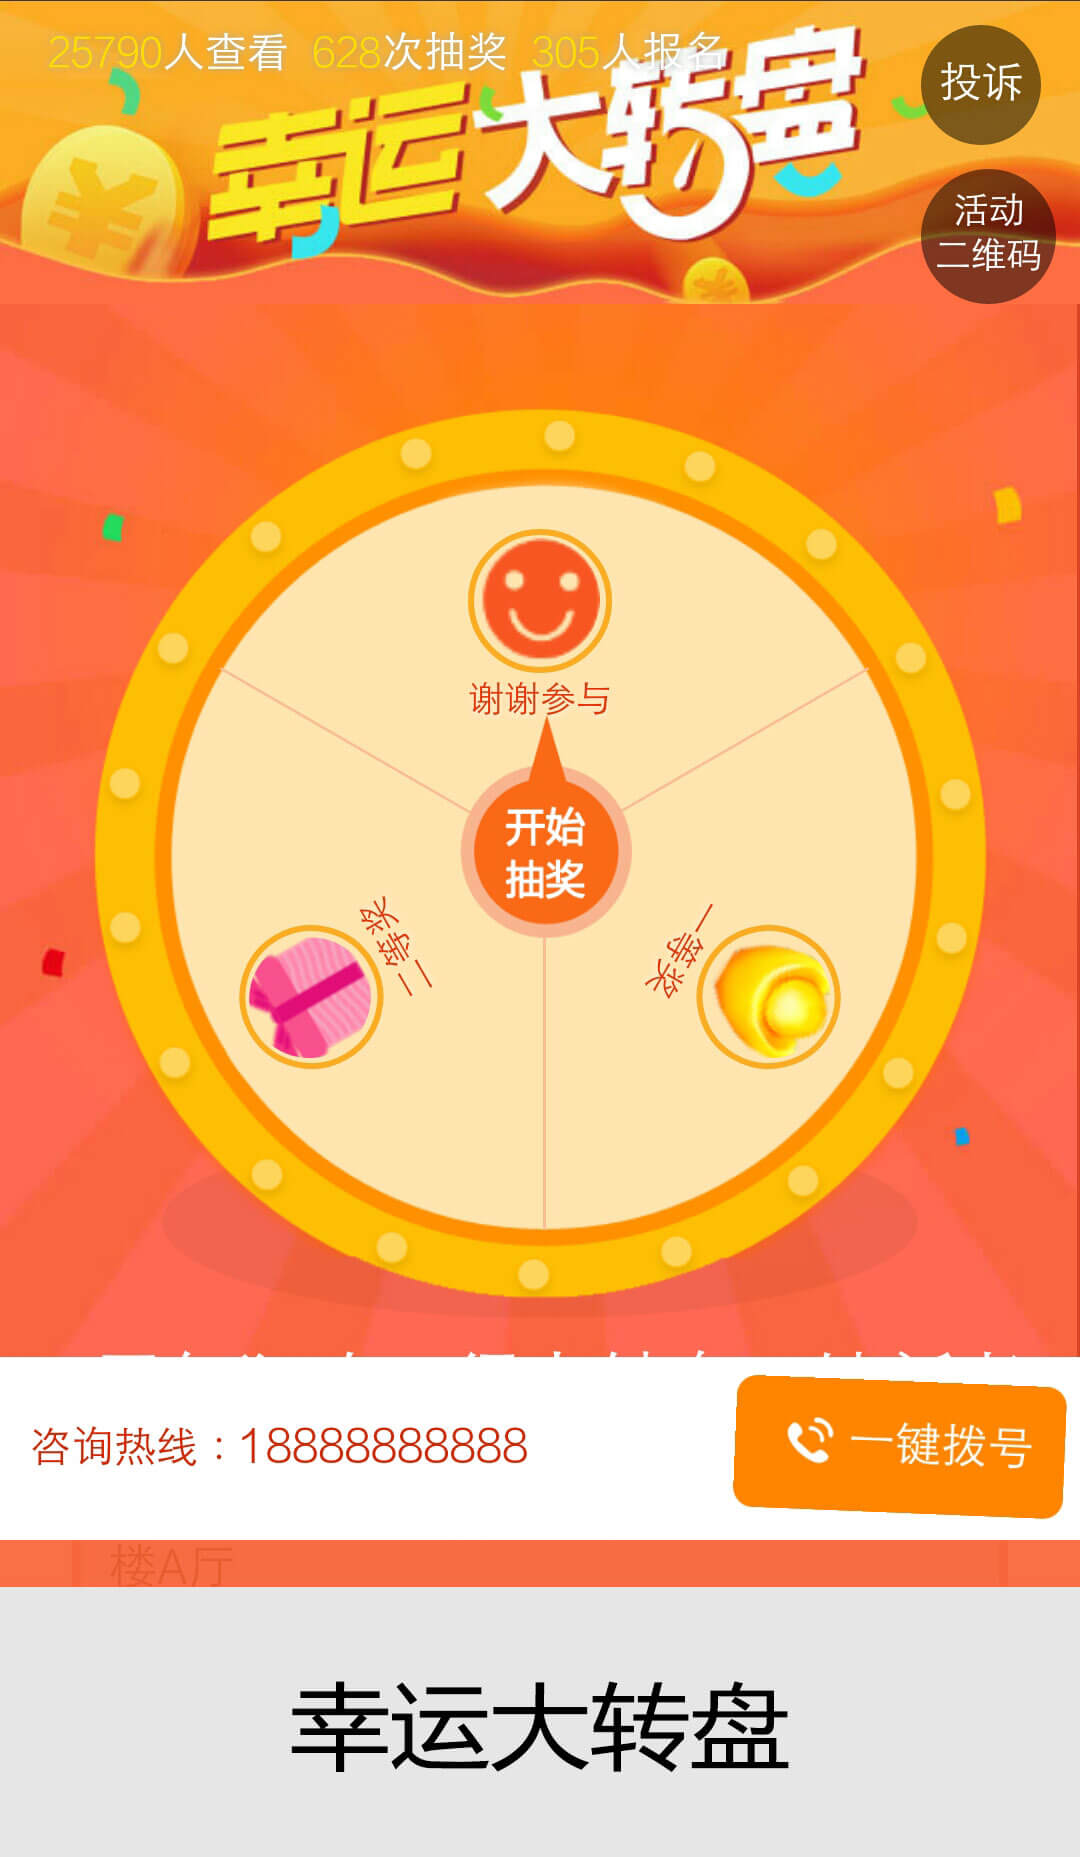 25790人查看 628次抽奖 305人报名
投诉
幸运大转盘
活动
二维码
谢谢参与
开始
抽奖
二等奖
一等奖
咨询热线：18888888888
一键拨号
楼A厅
幸运大转盘